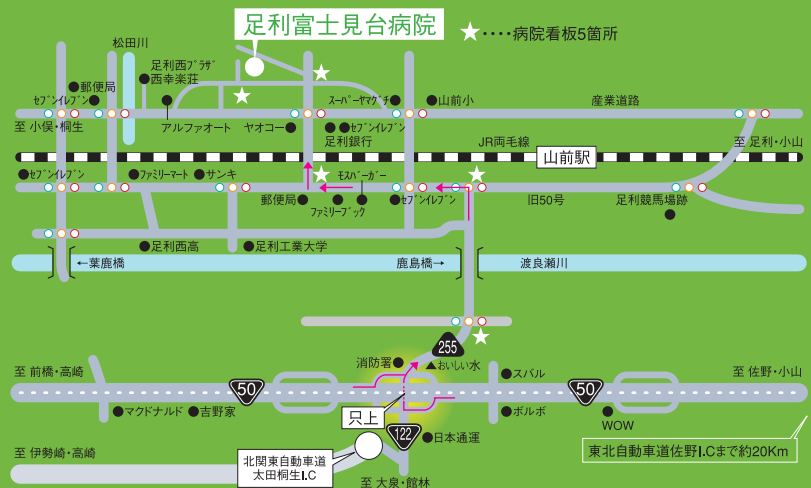 足利富士見台病院
★‥‥病院看板5箇所
松田川
足利西プラザ
西幸楽荘
郵便局
セブンイレブン
スーパーヤマグチ
山前小
産業道路
至 小俣・桐生
アルファオート
ヤオコー
セブンイレブン
足利銀行
JR両毛線
山前駅
至 足利・小山
セブンイレブン
ファミリーマート
サンキ
モスバーガー
郵便局
ファミリーブック
セブンイレブン
旧50号
足利競馬場跡
足利西高
足利工業大学
←葉鹿橋
鹿島橋→
渡良瀬川
255
消防署
▲おいしい水
至 前橋・高崎
50
スバル
50
至 佐野・小山
マクドナルド
吉野家
只上
ボルボ
WOW
122
日本通運
東北自動車道佐野I.Cまで約20Km
至 伊勢崎・高崎
北関東自動車道
太田桐生I.C
至 大泉・館林